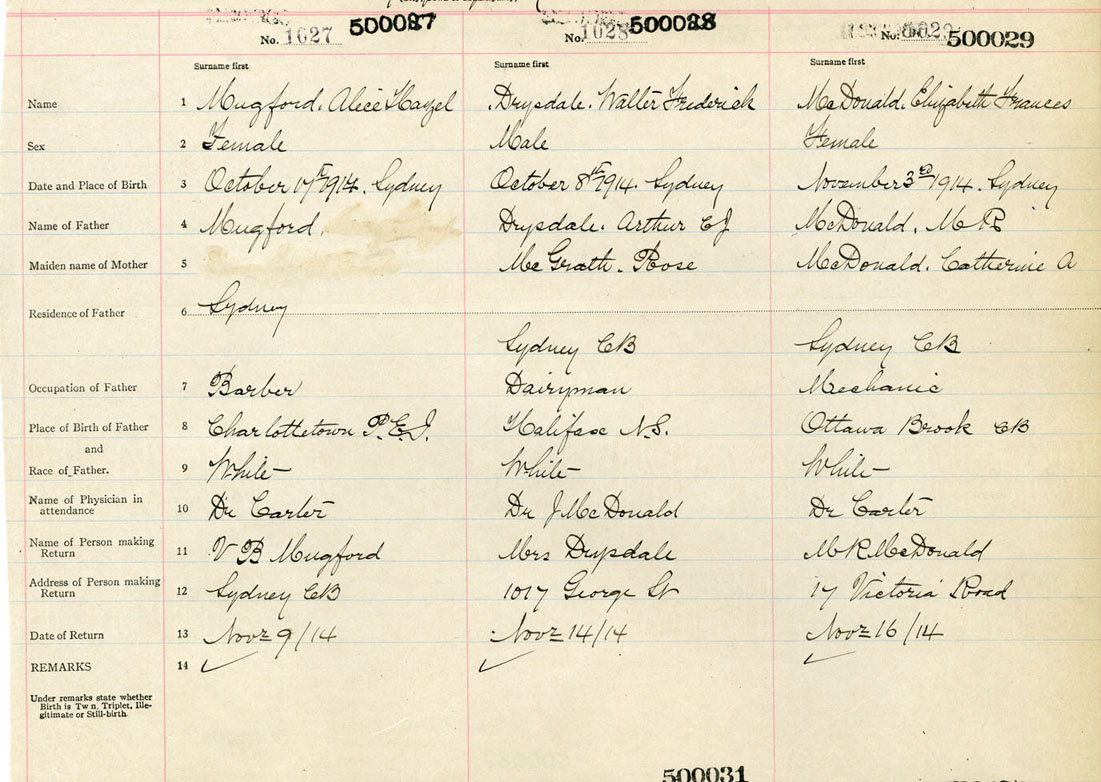 No. 1027 500027 No. 1028 500028 No. 1029 500029
Surname first Surname first Surname first
Name 1 Mugford. Alice Hazel Drysdale. Walter Frederick McDonald. Elizabeth Frances
Sex 2 Female Male Female
Date and Place of Birth 3 October 17th 1914. Sydney October 8th 1914. Sydney November 3rd 1914. Sydney
Name of Father 4 Mugford. Drysdale. Arthur CJ McDonald. M R
Maiden name of Mother 5 McGrath. Rose McDonald. Catherine A
Residence of Father 6 Sydney
Sydney CB Sydney CB
Occupation of Father 7 Barber Dairyman Mechanic
Place of Birth of Father 8 Charlottetown P.E.I. Halifax N.S. Ottawa Brook CB
and
Race of Father. 9 White White White
Name of Physician in
attendance 10 Dr Carter Dr J McDonald Dr Carter
Name of Person making
Return 11 V B Mugford Mrs Drysdale M R McDonald
Address of Person making
Return 12 Sydney CB 1017 George St 17 Victoria Road
Date of Return 13 Novr 9/14 Novr 14/14 Novr 16/14
REMARKS 14
Under remarks state whether
Birth is Twin, Triplet, Ille-
gitimate or Still-birth.
500031